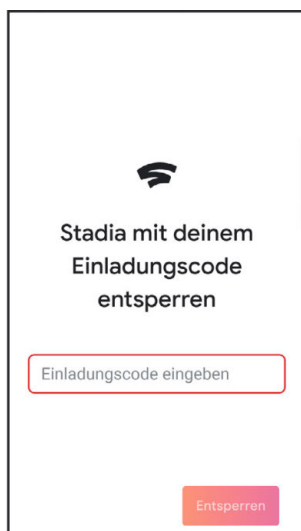 Stadia mit deinem
Einladungscode
entsperren
Einladungscode eingeben
Entsperren